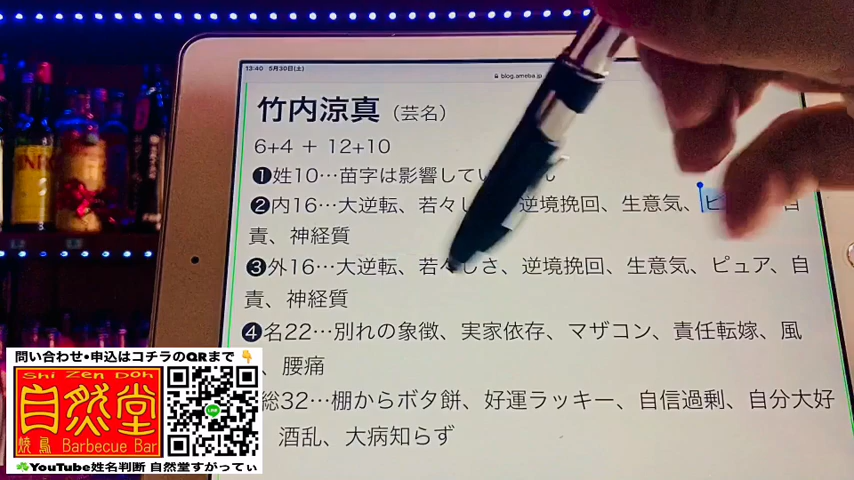 13:40 5月30日(土)
blog.ameba.jp
竹内涼真（芸名）
6+4 ＋ 12+10
❶姓10…苗字は影響してい
❷内16…大逆転、若々し 逆境挽回、生意気、ピ 自
責、神経質
❸外16…大逆転、若々しさ、逆境挽回、生意気、ピュア、自
責、神経質
❹名22…別れの象徴、実家依存、マザコン、責任転嫁、風
、腰痛
総32…棚からボタ餅、好運ラッキー、自信過剰、自分大好
酒乱、大病知らず
問い合わせ•申込はコチラのQRまで👇
Shi Zen Doh
自然堂
焼鳥 Barbecue Bar
☘YouTube姓名判断 自然堂すがってぃ